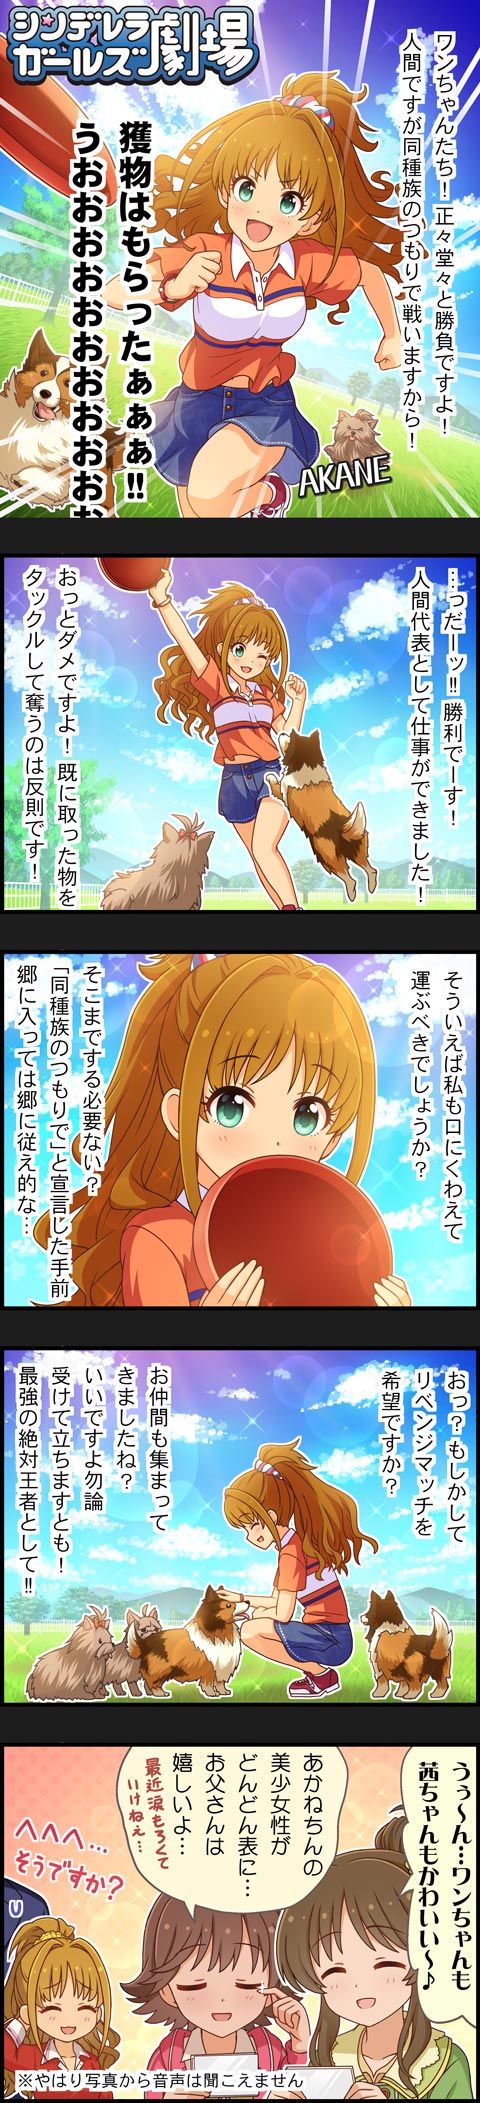 シンデレラ
ガールズ劇場
ワンちゃんたち！正々堂々と勝負ですよ！
人間ですが同種族のつもりで戦いますから！
獲物はもらったぁぁぁ!!
うおおおおおおおおおおお
AKANE
…っだーッ!!勝利でーす！
人間代表として仕事ができました！
おっとダメですよ！既に取った物を
タックルして奪うのは反則です！
そういえば私も口にくわえて
運ぶべきでしょうか？
そこまでする必要ない？
「同種族のつもりで」と宣言した手前
郷に入っては郷に従え的な…
おっ？もしかして
リベンジマッチを
希望ですか？
お仲間も集まって
きましたね？
いいですよ勿論
受けて立ちますとも！
最強の絶対王者として!!
うぅ〜ん…ワンちゃんも
茜ちゃんもかわいい〜♪
あかねちんの
美少女性が
どんどん表に…
お父さんは
嬉しいよ…
最近涙もろくて
いけねぇ…
へへへ…
そうですか？
※やはり写真から音声は聞こえません